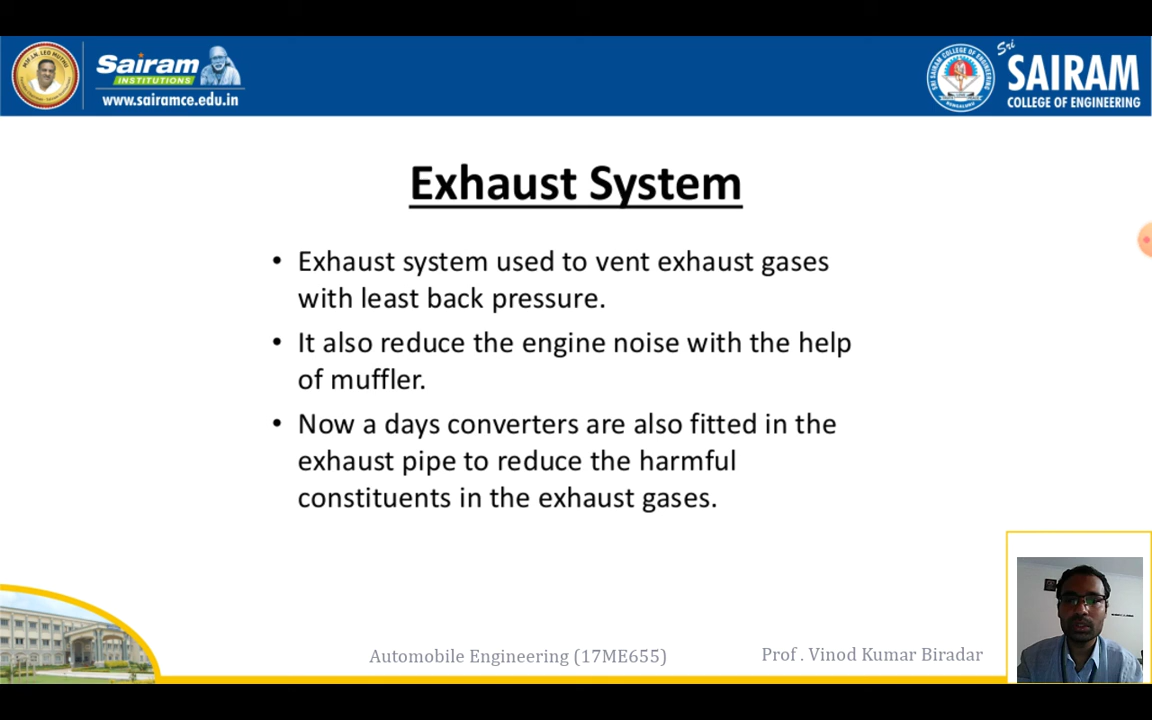 Sairam
INSTITUTIONS
www.sairamce.edu.in
Sri
SAIRAM
COLLEGE OF ENGINEERING
Exhaust System
• Exhaust system used to vent exhaust gases
with least back pressure.
• It also reduce the engine noise with the help
of muffler.
• Now a days converters are also fitted in the
exhaust pipe to reduce the harmful
constituents in the exhaust gases.
Automobile Engineering (17ME655)
Prof . Vinod Kumar Biradar